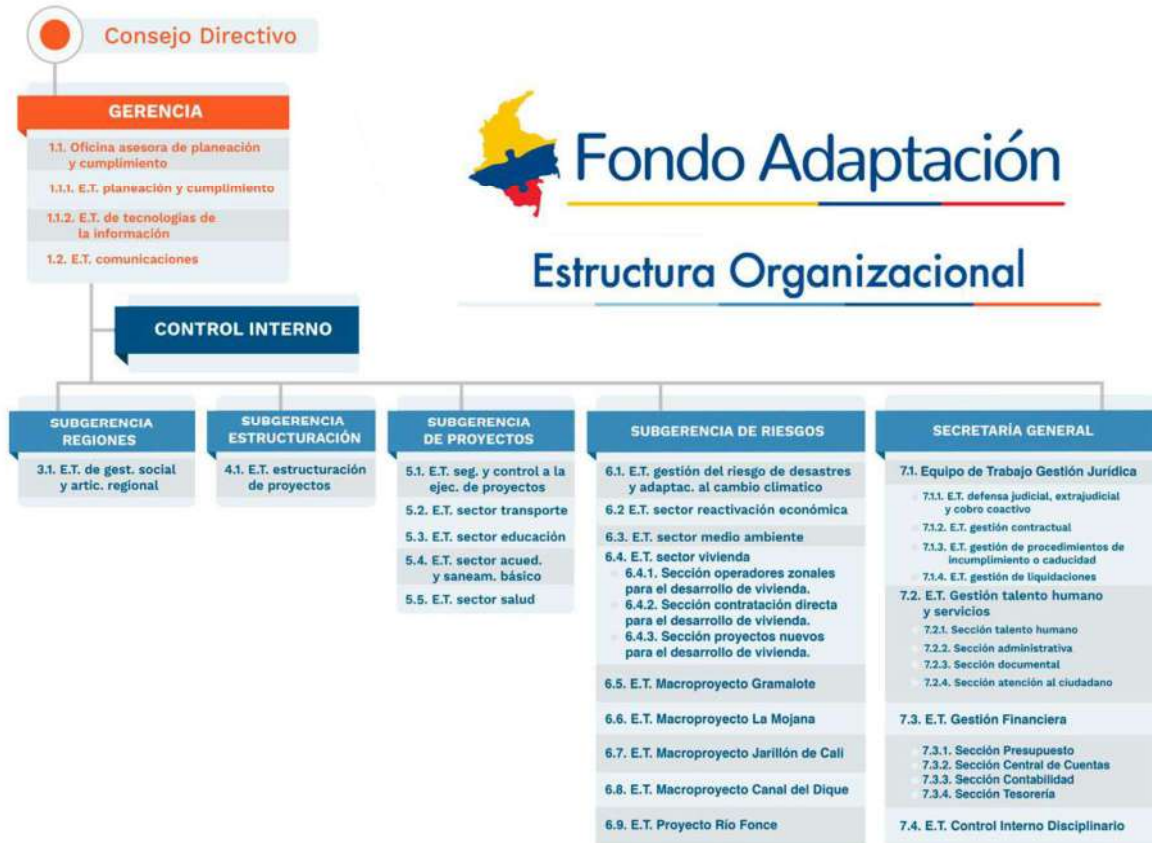 Consejo Directivo
GERENCIA
1.1. Oficina asesora de planeación
y cumplimiento
1.1.1. E.T. planeación y cumplimiento
1.1.2. E.T. de tecnologías de
la información
1.2. E.T. comunicaciones
Fondo Adaptación
Estructura Organizacional
CONTROL INTERNO
SUBGERENCIA
REGIONES
3.1. E.T. de gest. social
y artic. regional
SUBGERENCIA
ESTRUCTURACIÓN
4.1. E.T. estructuración
de proyectos
SUBGERENCIA
DE PROYECTOS
5.1. E.T. seg. y control a la
ejec. de proyectos
5.2. E.T. sector transporte
5.3. E.T. sector educación
5.4. E.T. sector acued.
y saneam. básico
5.5. E.T. sector salud
SUBGERENCIA DE RIESGOS
6.1. E.T. gestión del riesgo de desastres
y adaptac. al cambio climatico
6.2 E.T. sector reactivación económica
6.3. E.T. sector medio ambiente
6.4. E.T. sector vivienda
6.4.1. Sección operadores zonales
para el desarrollo de vivienda.
6.4.2. Sección contratación directa
para el desarrollo de vivienda.
6.4.3. Sección proyectos nuevos
para el desarrollo de vivienda.
6.5. E.T. Macroproyecto Gramalote
6.6. E.T. Macroproyecto La Mojana
6.7. E.T. Macroproyecto Jarillón de Cali
6.8. E.T. Macroproyecto Canal del Dique
6.9. E.T. Proyecto Río Fonce
SECRETARÍA GENERAL
7.1. Equipo de Trabajo Gestión Jurídica
7.1.1. E.T. defensa judicial, extrajudicial
y cobro coactivo
7.1.2. E.T. gestión contractual
7.1.3. E.T. gestión de procedimientos de
incumplimiento o caducidad
7.1.4. E.T. gestión de liquidaciones
7.2. E.T. Gestión talento humano
y servicios
7.2.1. Sección talento humano
7.2.2. Sección administrativa
7.2.3. Sección documental
7.2.4. Sección atención al ciudadano
7.3. E.T. Gestión Financiera
7.3.1. Sección Presupuesto
7.3.2. Sección Central de Cuentas
7.3.3. Sección Contabilidad
7.3.4. Sección Tesorería
7.4. E.T. Control Interno Disciplinario